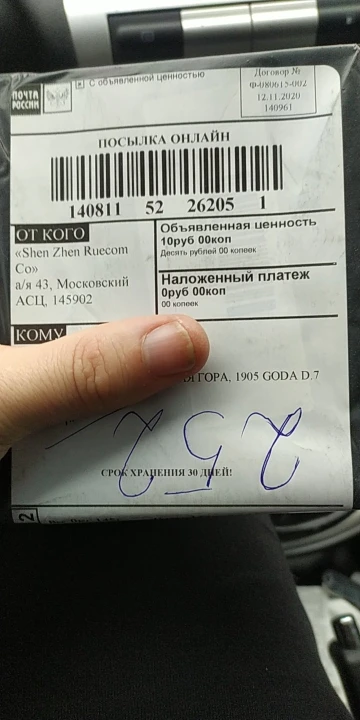 ПОЧТА
РОССИИ
С объявленной ценностью
Договор №
Ф-080615-002
12.11.2020
140961
ПОСЫЛКА ОНЛАЙН
140811 52 26205 1
ОТ КОГО
«Shen Zhen Ruecom
Co»
а/я 43, Московский
АСЦ, 145902
Объявленная ценность
10руб 00коп
Десять рублей 00 копеек
Наложенный платеж
0руб 00коп
00 копеек
КОМУ
ГОРА, 1905 GODA D.7
252
СРОК ХРАНЕНИЯ 30 ДНЕЙ!
2